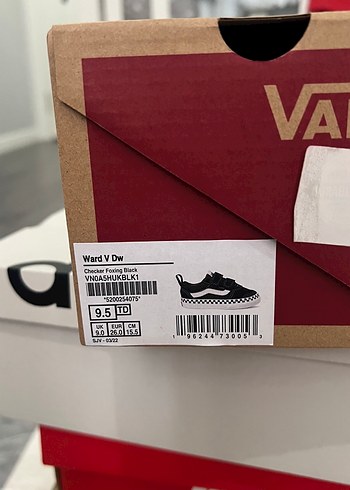 VA
Ward V Dw
Checker Foxing Black
VN0A5HUKBLK1
*5200254075*
9.5 TD
UK EUR CM
9.0 26.0 15.5
SJV - 03/22
1 96244 73005 3